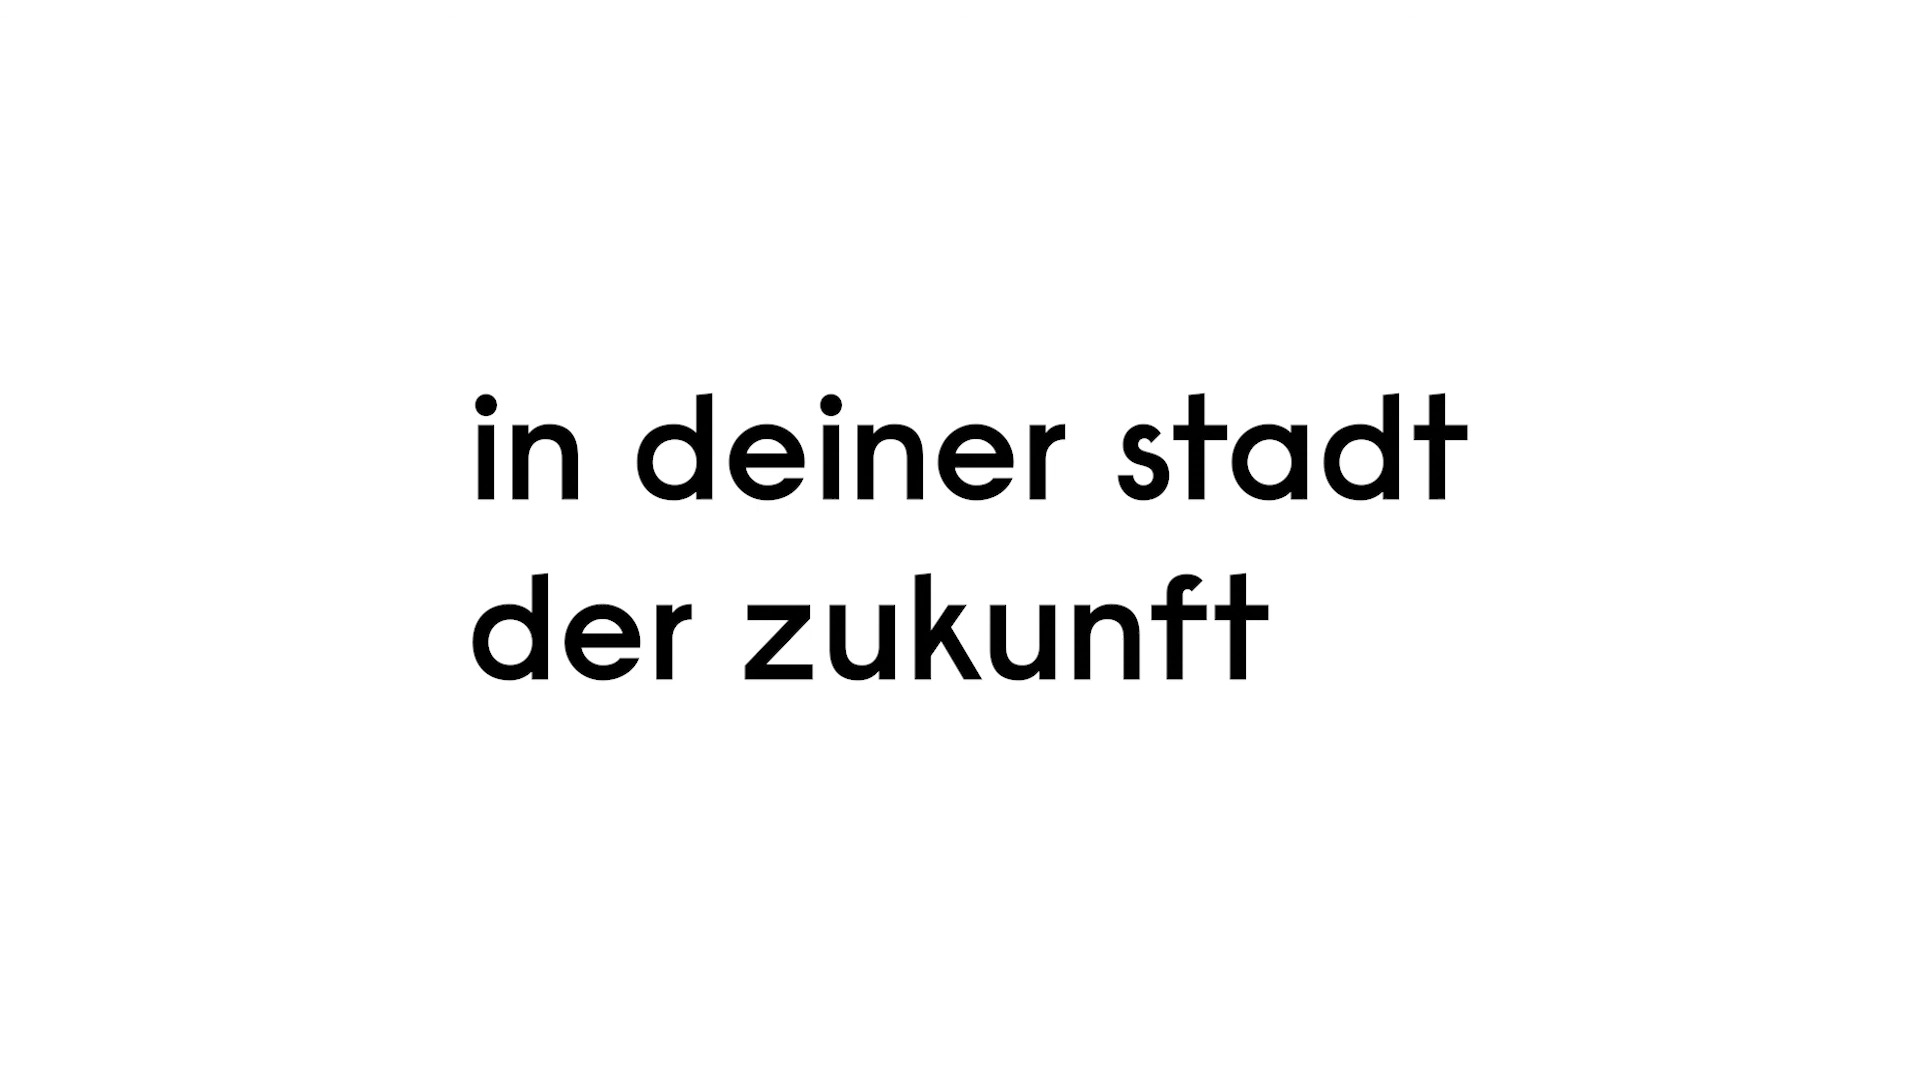 in deiner stadt
der zukunft